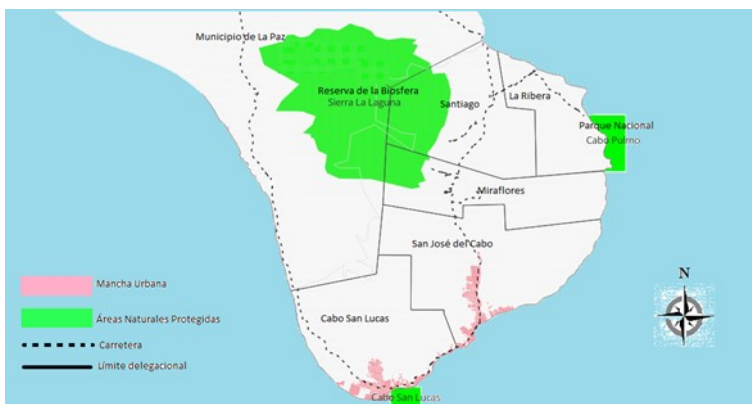 Municipio de La Paz
Reserva de la Biósfera
Sierra La Laguna
Santiago
La Ribera
Parque Nacional
Cabo Pulmo
Miraflores
San José del Cabo
Cabo San Lucas
Mancha Urbana
Áreas Naturales Protegidas
Carretera
Límite delegacional
N
Cabo San Lucas